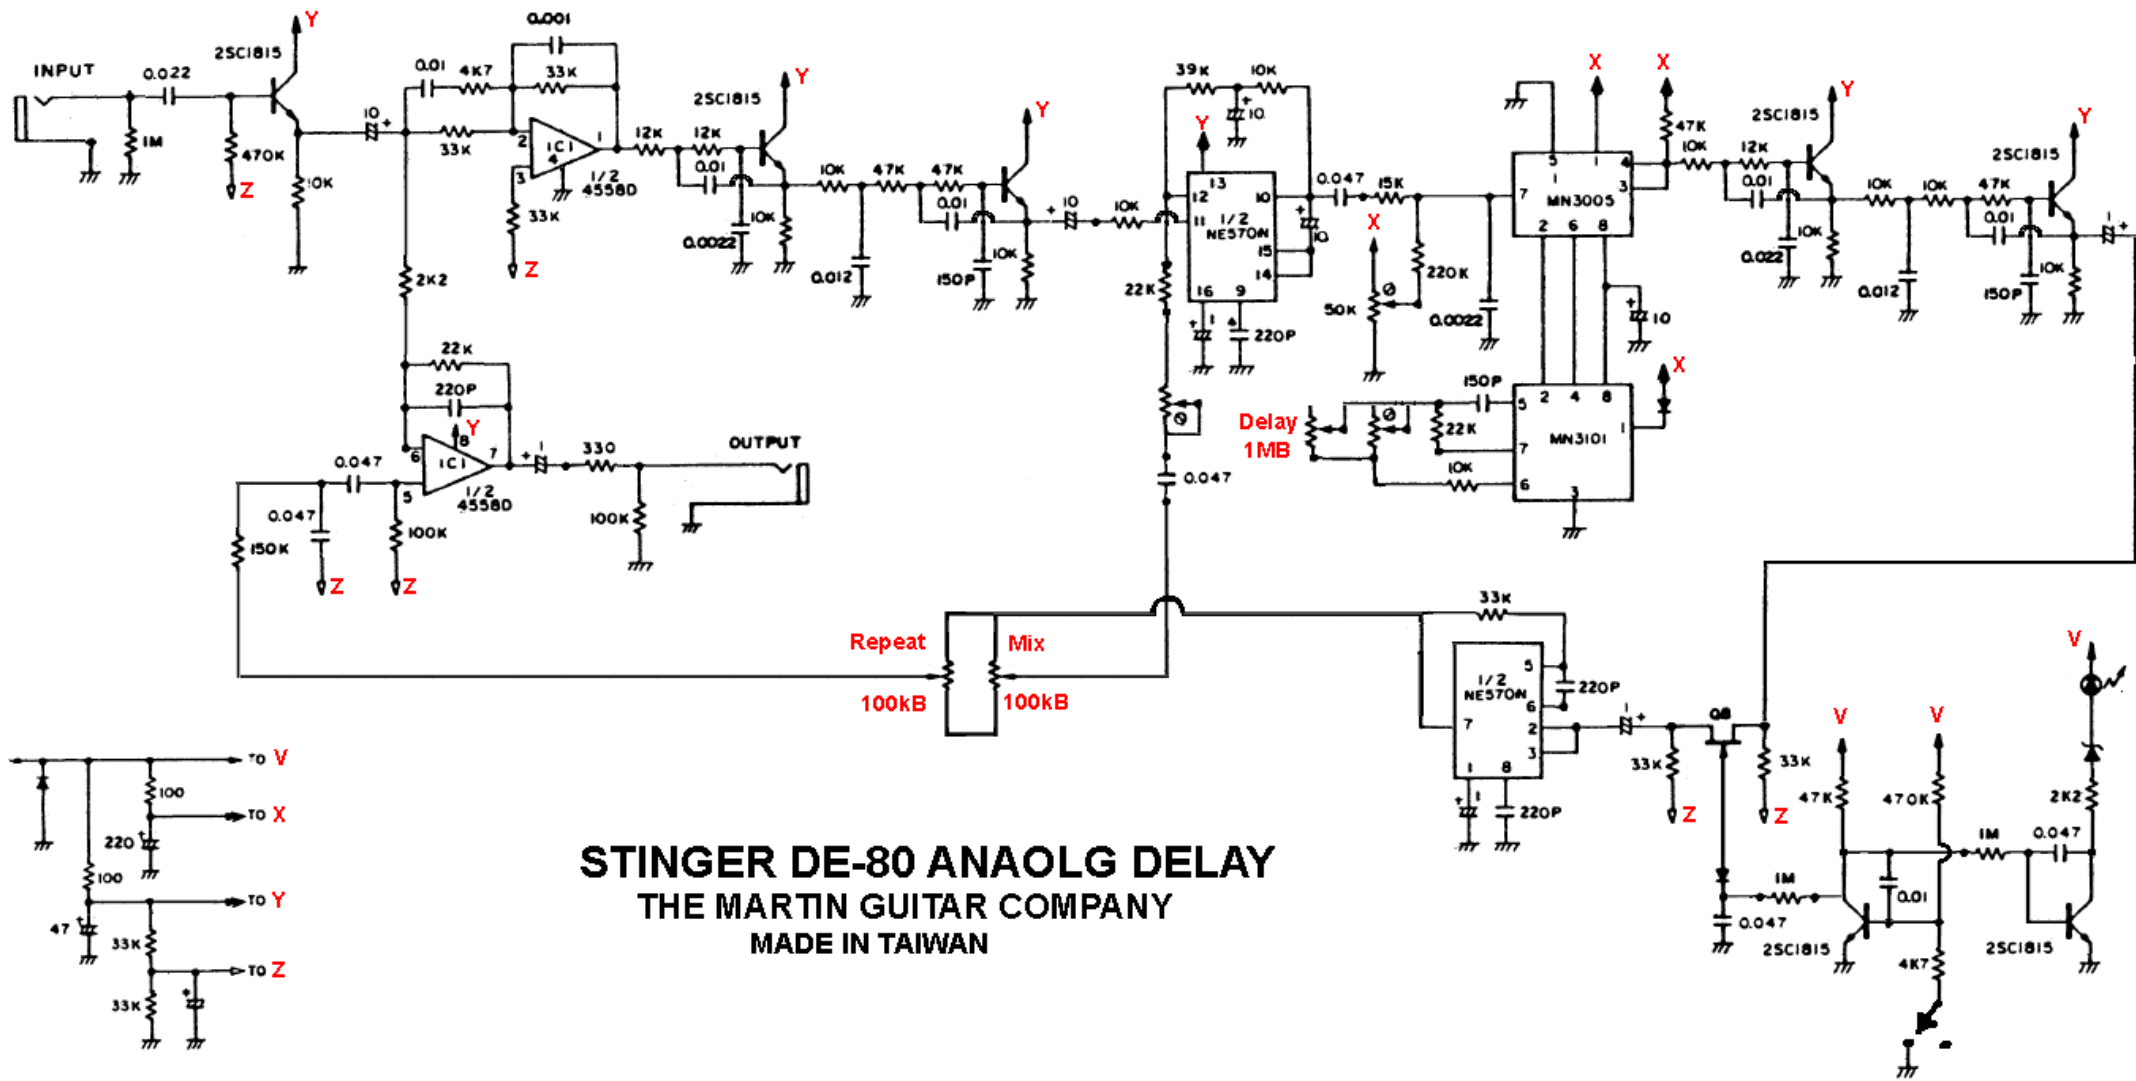 INPUT
0.022
1M
2SC1815
Y
470K
Z
10K
10
+
0.01
4K7
0.001
33K
33K
2
3
1
IC1
4
1/2
4558D
33K
Z
12K
12K
0.01
0.0022
2SC1815
Y
10K
10K
0.012
47K
47K
0.01
150P
Y
10K
+
10
10K
39K
10K
+
10
Y
13
12
11
10
1/2
NE570N
15
14
16
9
+
10
+
1
220P
22K
0.047
15K
X
50K
220K
0.0022
X
X
5
1
1
4
3
7
MN3005
2
6
8
47K
10K
12K
0.01
0.022
2SC1815
Y
10K
10K
0.012
10K
47K
0.01
150P
2SC1815
Y
10K
1
+
+
10
X
150P
5
2
4
8
1
7
MN3101
6
3
Delay
1MB
22K
10K
0.047
2K2
22K
220P
Y
8
6
7
5
IC1
1/2
4558D
+
1
330
OUTPUT
100K
0.047
0.047
150K
100K
Z
Z
Repeat
Mix
100kB
100kB
33K
5
1/2
NE570N
6
220P
7
2
3
1
8
+
1
220P
1
+
Q8
33K
Z
33K
Z
V
V
V
47K
470K
2K2
1M
0.047
1M
0.01
0.047
2SC1815
2SC1815
4K7
TO V
100
TO X
220
+
100
TO Y
47
+
33K
TO Z
33K
+
STINGER DE-80 ANAOLG DELAY
THE MARTIN GUITAR COMPANY
MADE IN TAIWAN